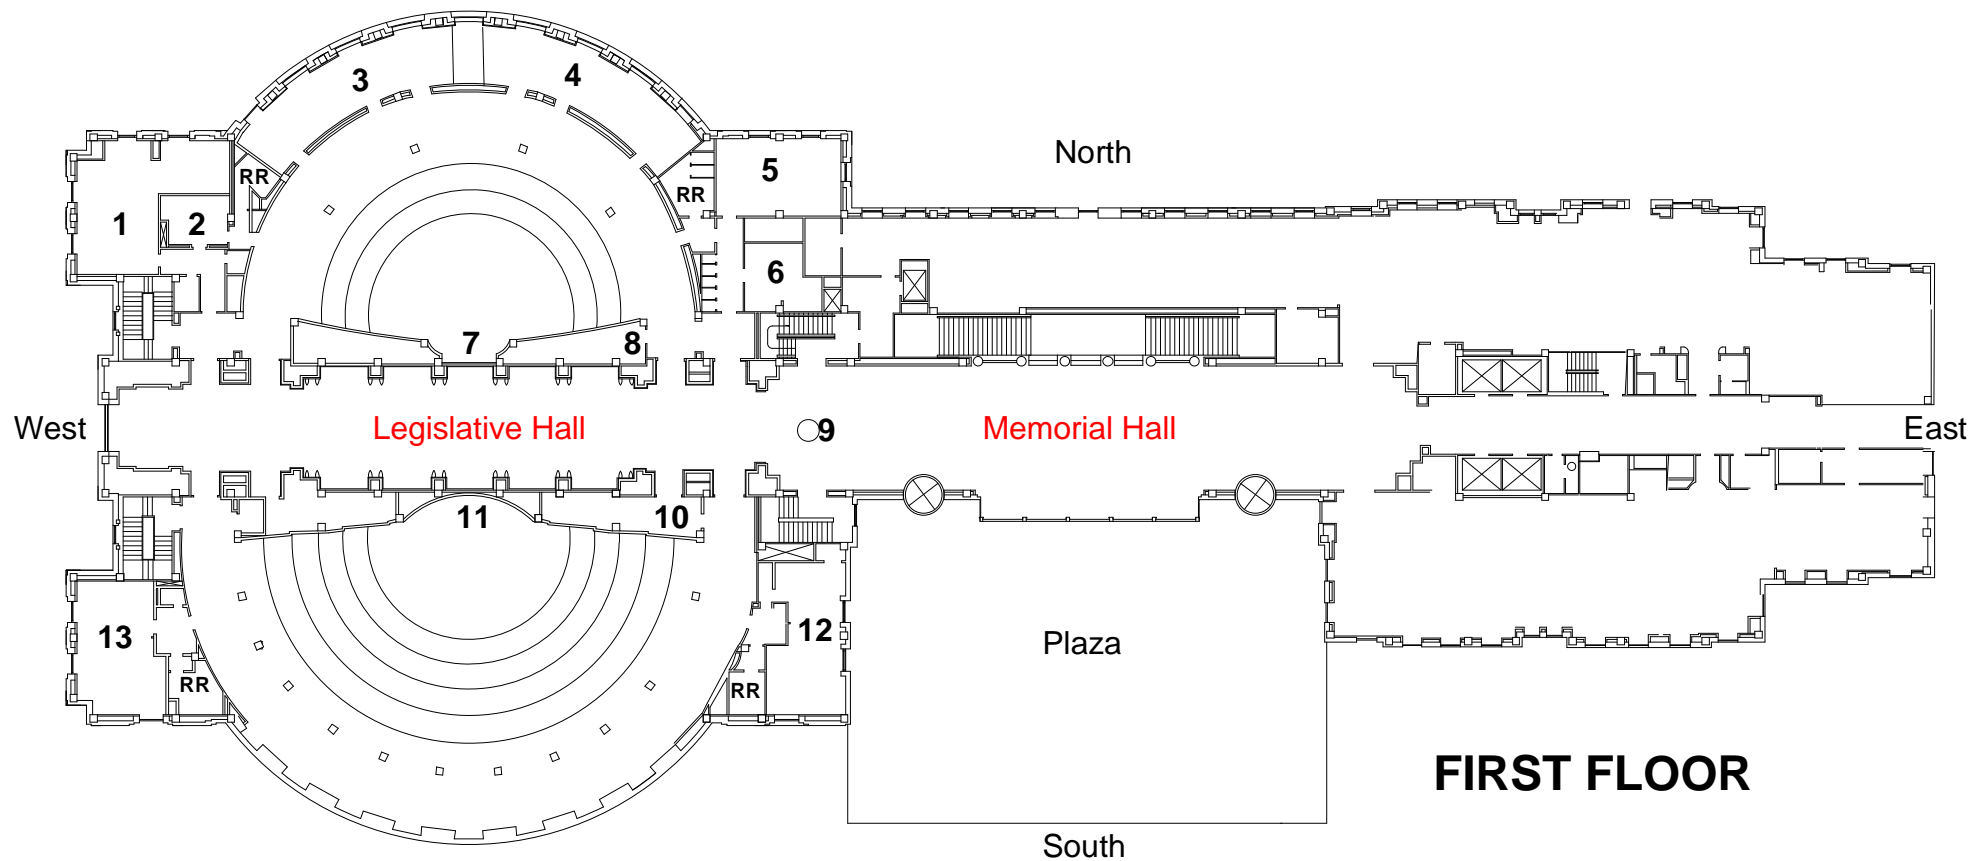 3
4
North
5
RR
RR
1
2
6
7
8
West
Legislative Hall
9
Memorial Hall
East
11
10
13
12
Plaza
RR
RR
FIRST FLOOR
South